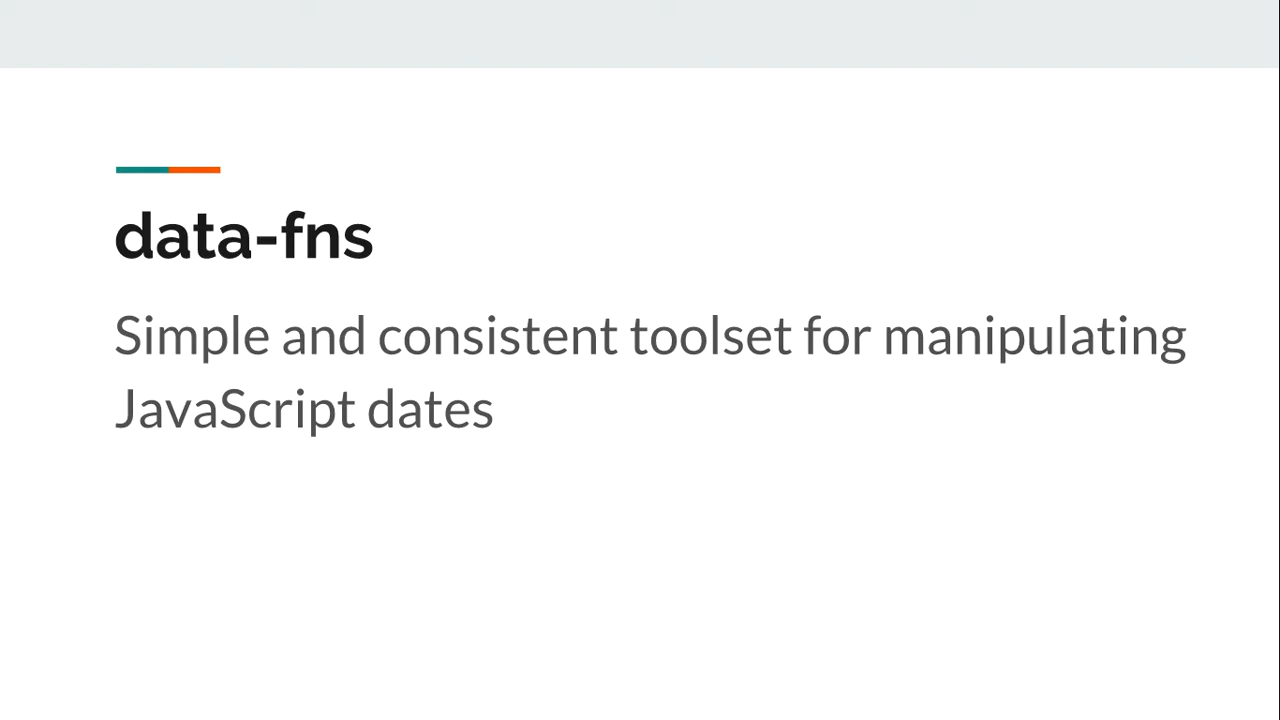 data-fns
Simple and consistent toolset for manipulating
JavaScript dates